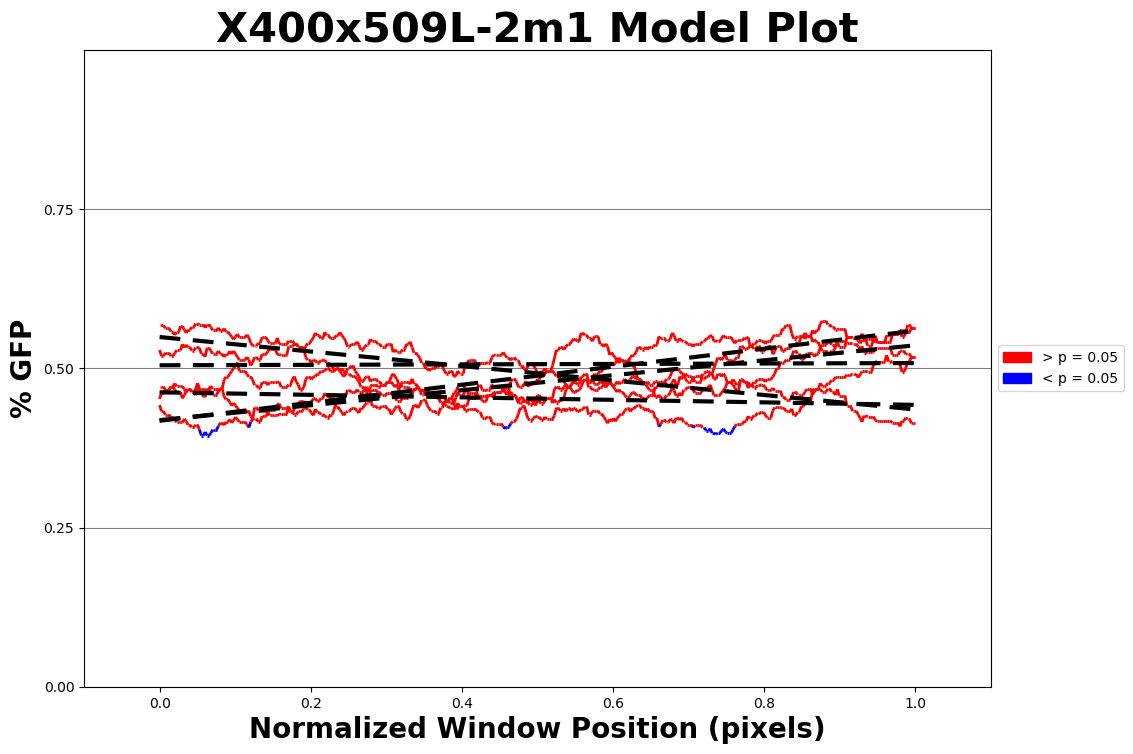 X400x509L-2m1 Model Plot
% GFP
0.75
0.50
0.25
0.00
0.0 0.2 0.4 0.6 0.8 1.0
Normalized Window Position (pixels)
> p = 0.05
< p = 0.05